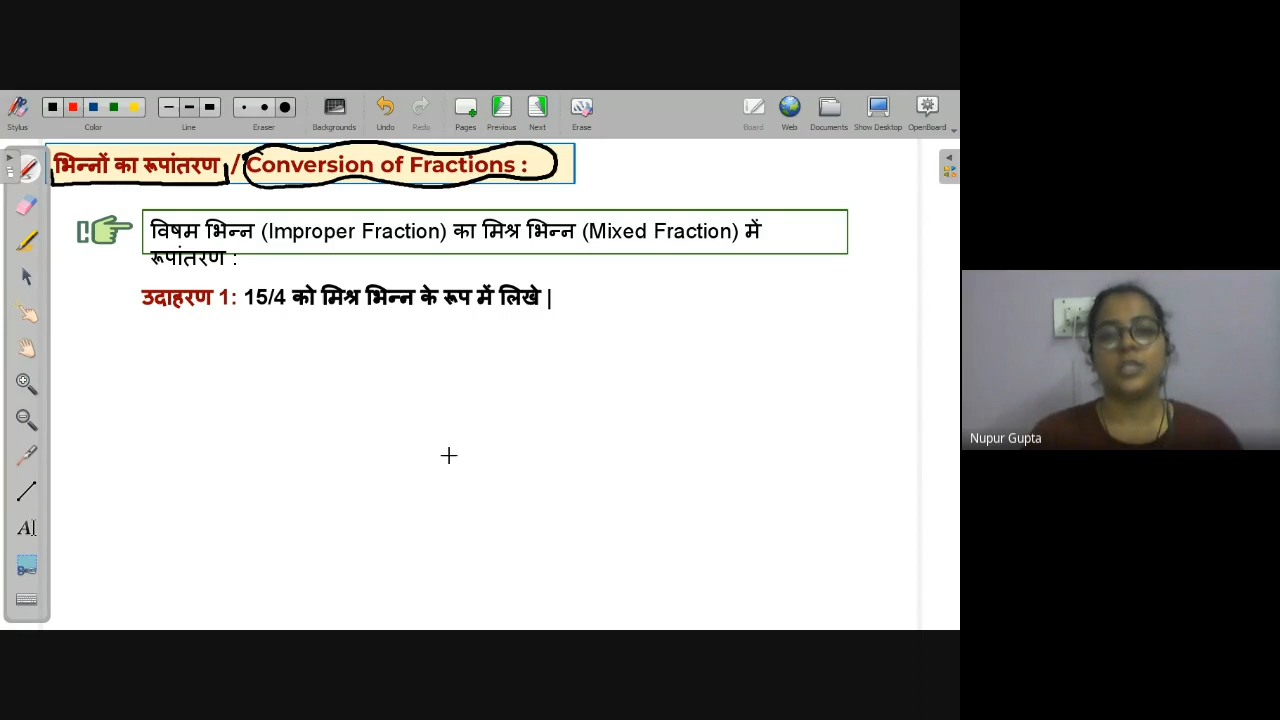 Stylus
Color
Line
Eraser
Backgrounds
Undo
Redo
Pages
Previous
Next
Erase
Board
Web
Documents
Show Desktop
OpenBoard
भिन्नों का रूपांतरण / Conversion of Fractions :
विषम भिन्न (Improper Fraction) का मिश्र भिन्न (Mixed Fraction) में
रूपांतरण :
उदाहरण 1: 15/4 को मिश्र भिन्न के रूप में लिखे |
Nupur Gupta